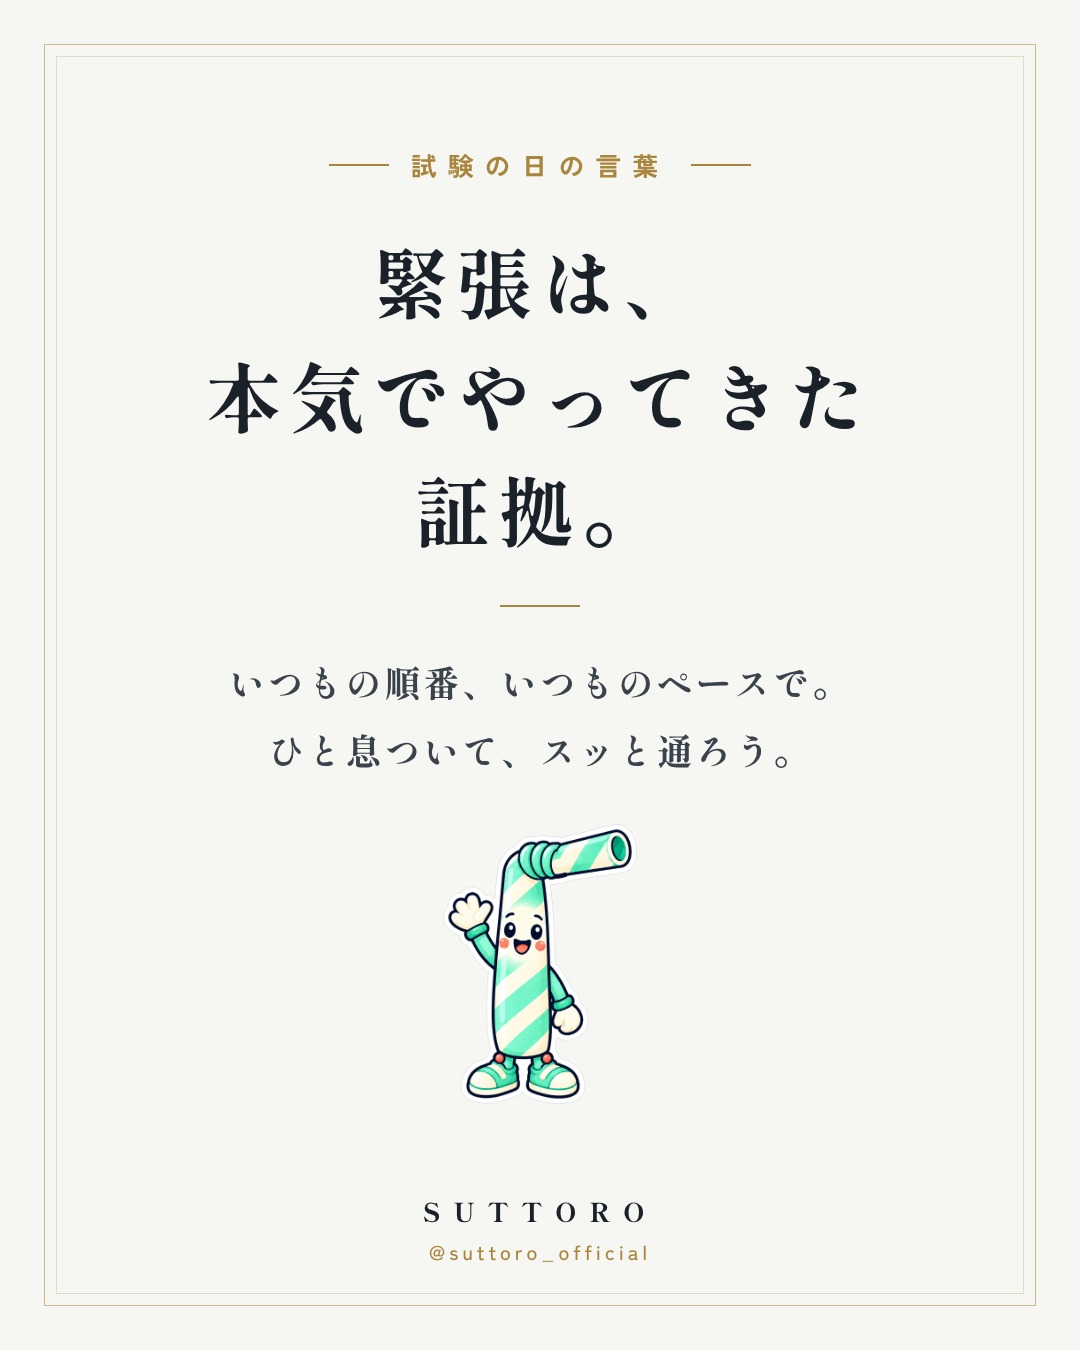 試験の日の言葉
緊張は、
本気でやってきた
証拠。
いつもの順番、いつものペースで。
ひと息ついて、スッと通ろう。
SUTTORO
@suttoro_official